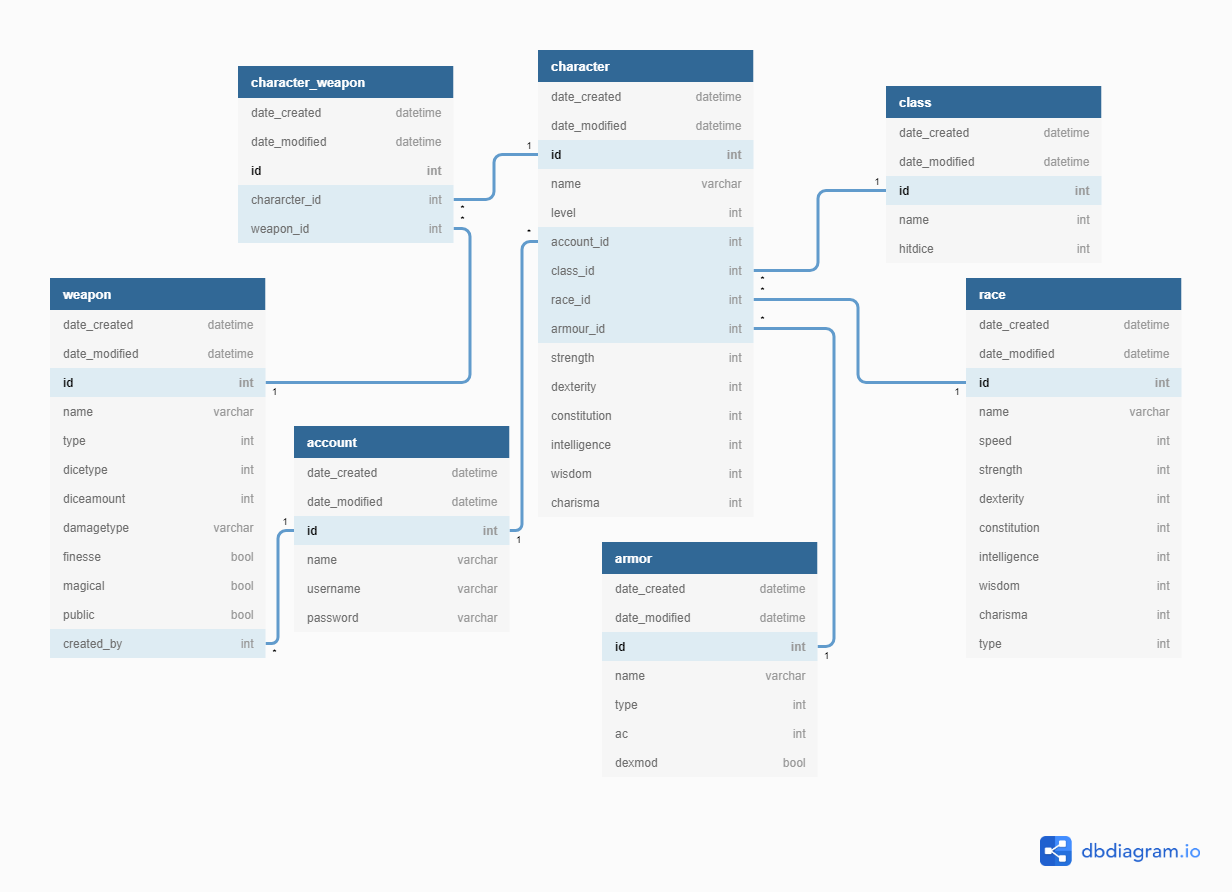 character_weapon
date_created datetime
date_modified datetime
id int
chararcter_id int
weapon_id int
character
date_created datetime
date_modified datetime
id int
name varchar
level int
account_id int
class_id int
race_id int
armour_id int
strength int
dexterity int
constitution int
intelligence int
wisdom int
charisma int
class
date_created datetime
date_modified datetime
id int
name int
hitdice int
weapon
date_created datetime
date_modified datetime
id int
name varchar
type int
dicetype int
diceamount int
damagetype varchar
finesse bool
magical bool
public bool
created_by int
account
date_created datetime
date_modified datetime
id int
name varchar
username varchar
password varchar
armor
date_created datetime
date_modified datetime
id int
name varchar
type int
ac int
dexmod bool
race
date_created datetime
date_modified datetime
id int
name varchar
speed int
strength int
dexterity int
constitution int
intelligence int
wisdom int
charisma int
type int
1
*
*
1
*
1
1
*
1
*
*
1
*
1
dbdiagram.io